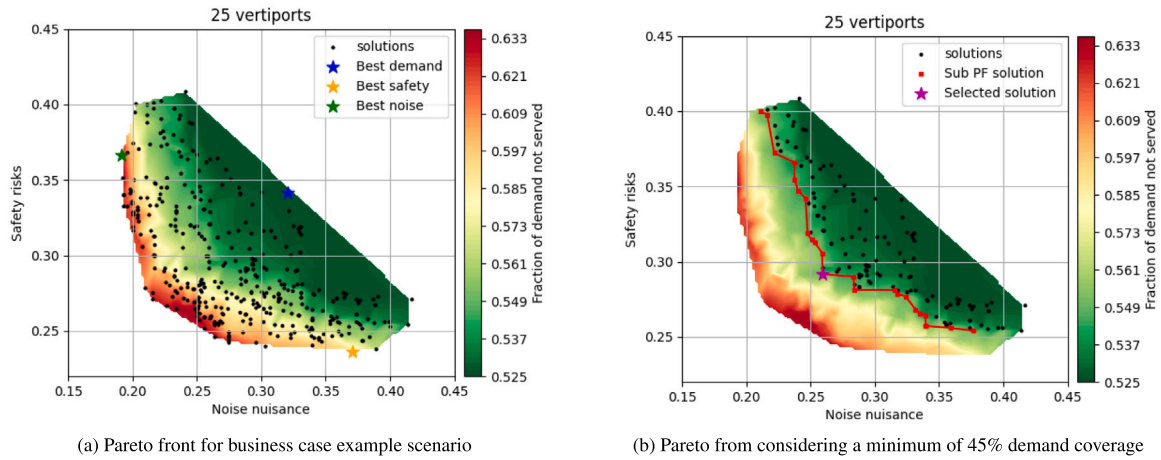 25 vertiports
0.45
0.40
0.35
0.30
0.25
Safety risks
0.15
0.20
0.25
0.30
0.35
0.40
0.45
Noise nuisance
solutions
Best demand
Best safety
Best noise
0.633
0.621
0.609
0.597
0.585
0.573
0.561
0.549
0.537
0.525
Fraction of demand not served
(a) Pareto front for business case example scenario
25 vertiports
0.45
0.40
0.35
0.30
0.25
Safety risks
0.15
0.20
0.25
0.30
0.35
0.40
0.45
Noise nuisance
solutions
Sub PF solution
Selected solution
0.633
0.621
0.609
0.597
0.585
0.573
0.561
0.549
0.537
0.525
Fraction of demand not served
(b) Pareto from considering a minimum of 45% demand coverage